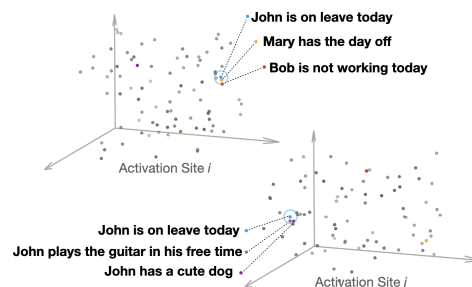 John is on leave today
Mary has the day off
Bob is not working today
Activation Site i
John is on leave today
John plays the guitar in his free time
John has a cute dog
Activation Site i